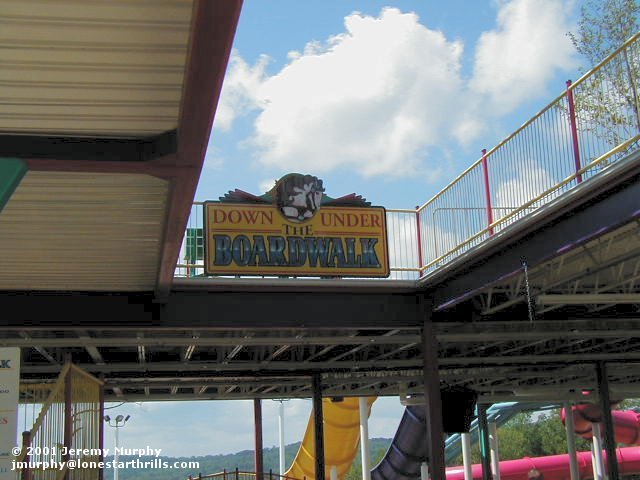 DOWN UNDER
THE
BOARDWALK
© 2001 Jeremy Murphy
jmurphy@lonestarthrills.com